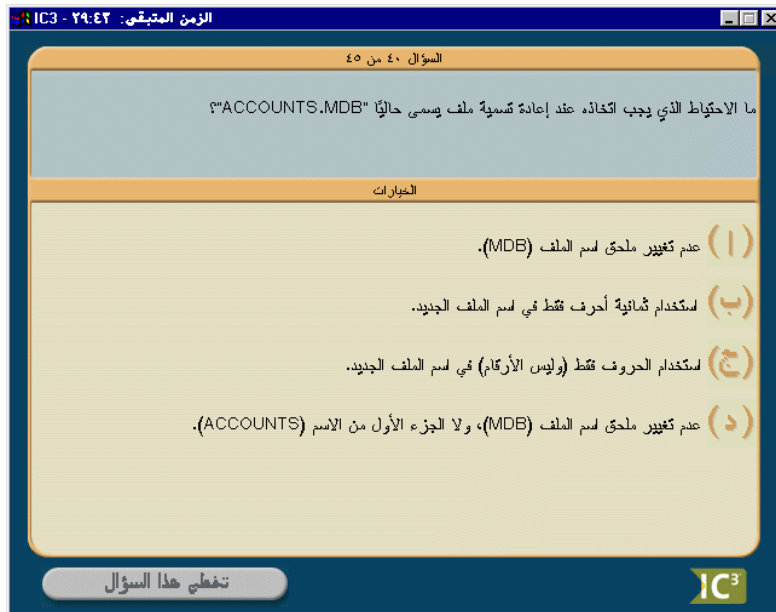 IC3 - ٢٩:٤٣ :الزمن المتبقي
السؤال ٤٠ من ٤٥
ما الاحتياط الذي يجب اتخاذه عند إعادة تسمية ملف يسمى حاليًا "ACCOUNTS.MDB"؟
الخيارات
(ا) عدم تغيير ملحق اسم الملف (MDB).
(ب) استخدام ثمانية أحرف فقط في اسم الملف الجديد.
(ج) استخدام الحروف فقط (وليس الأرقام) في اسم الملف الجديد.
(د) عدم تغيير ملحق اسم الملف (MDB)، ولا الجزء الأول من الاسم (ACCOUNTS).
تخطي هذا السؤال
IC³